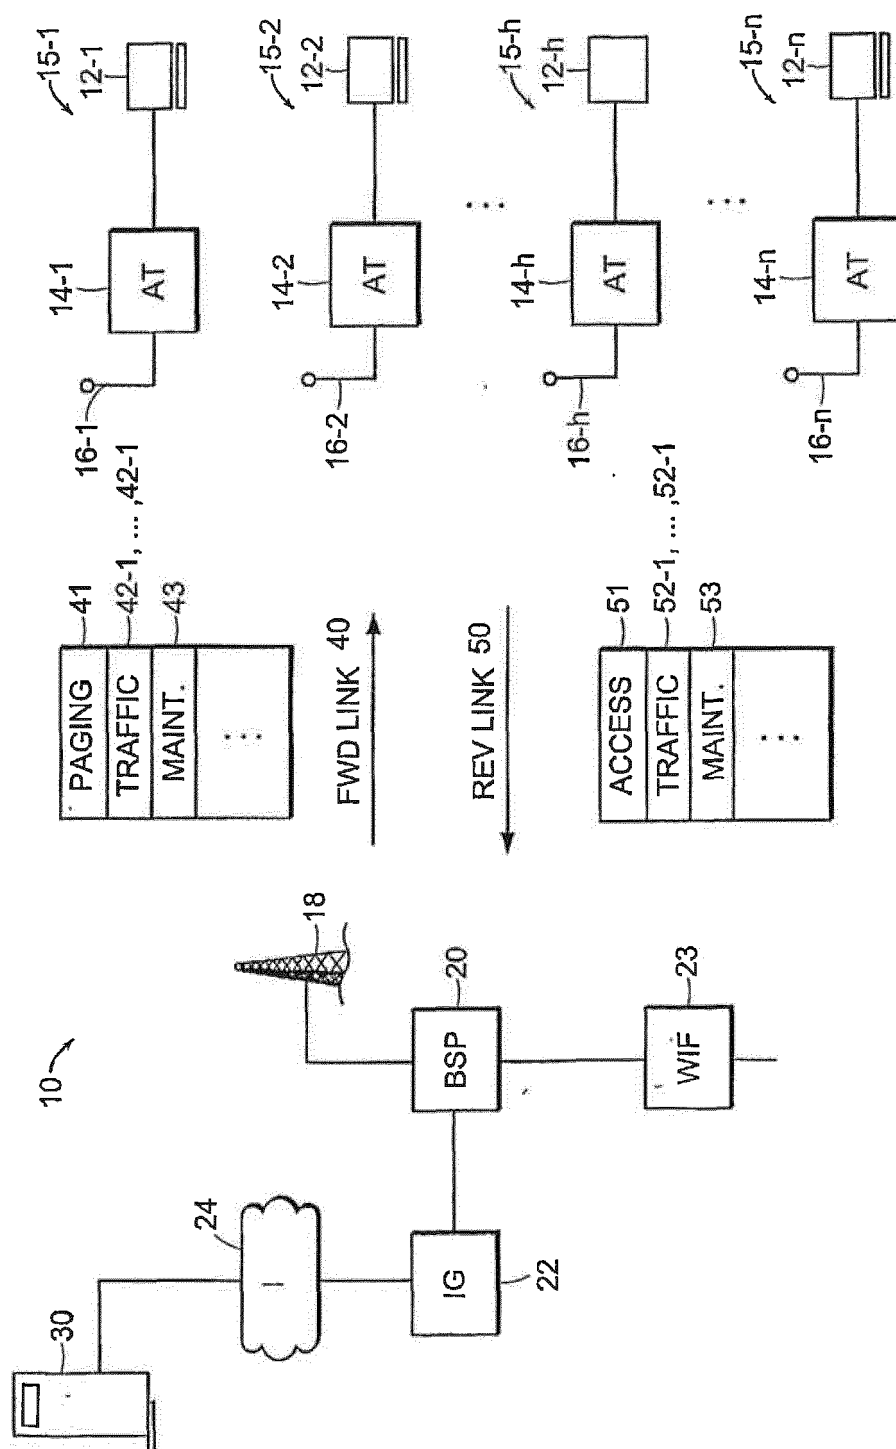 10
30
24
I
IG
22
18
BSP
20
WIF
23
PAGING 41
TRAFFIC 42-1, ... ,42-1
MAINT. 43
FWD LINK 40
REV LINK 50
ACCESS 51
TRAFFIC 52-1, ... ,52-1
MAINT. 53
16-1
14-1
AT
15-1
12-1
16-2
14-2
AT
15-2
12-2
16-h
14-h
AT
15-h
12-h
16-n
14-n
AT
15-n
12-n